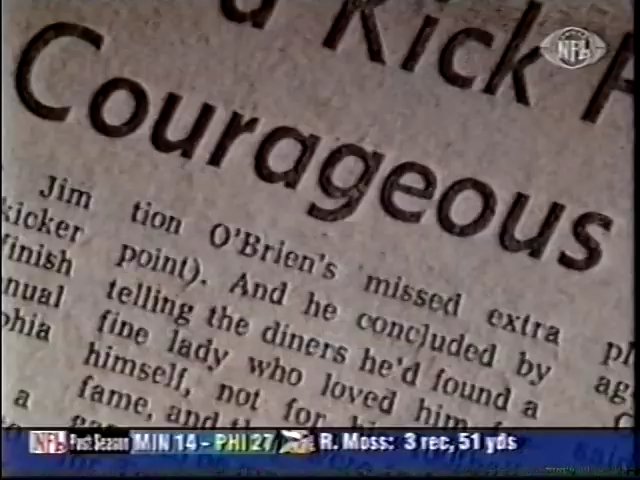 d Kick
Courageous
Jim
kicker
finish
nual
phia
a
tion O'Brien's missed extra
point). And he concluded by
telling the diners he'd found a
fine lady who loved him for
himself, not for
fame, and
NFL
NFL Post Season MIN 14 - PHI 27 R. Moss: 3 rec, 51 yds